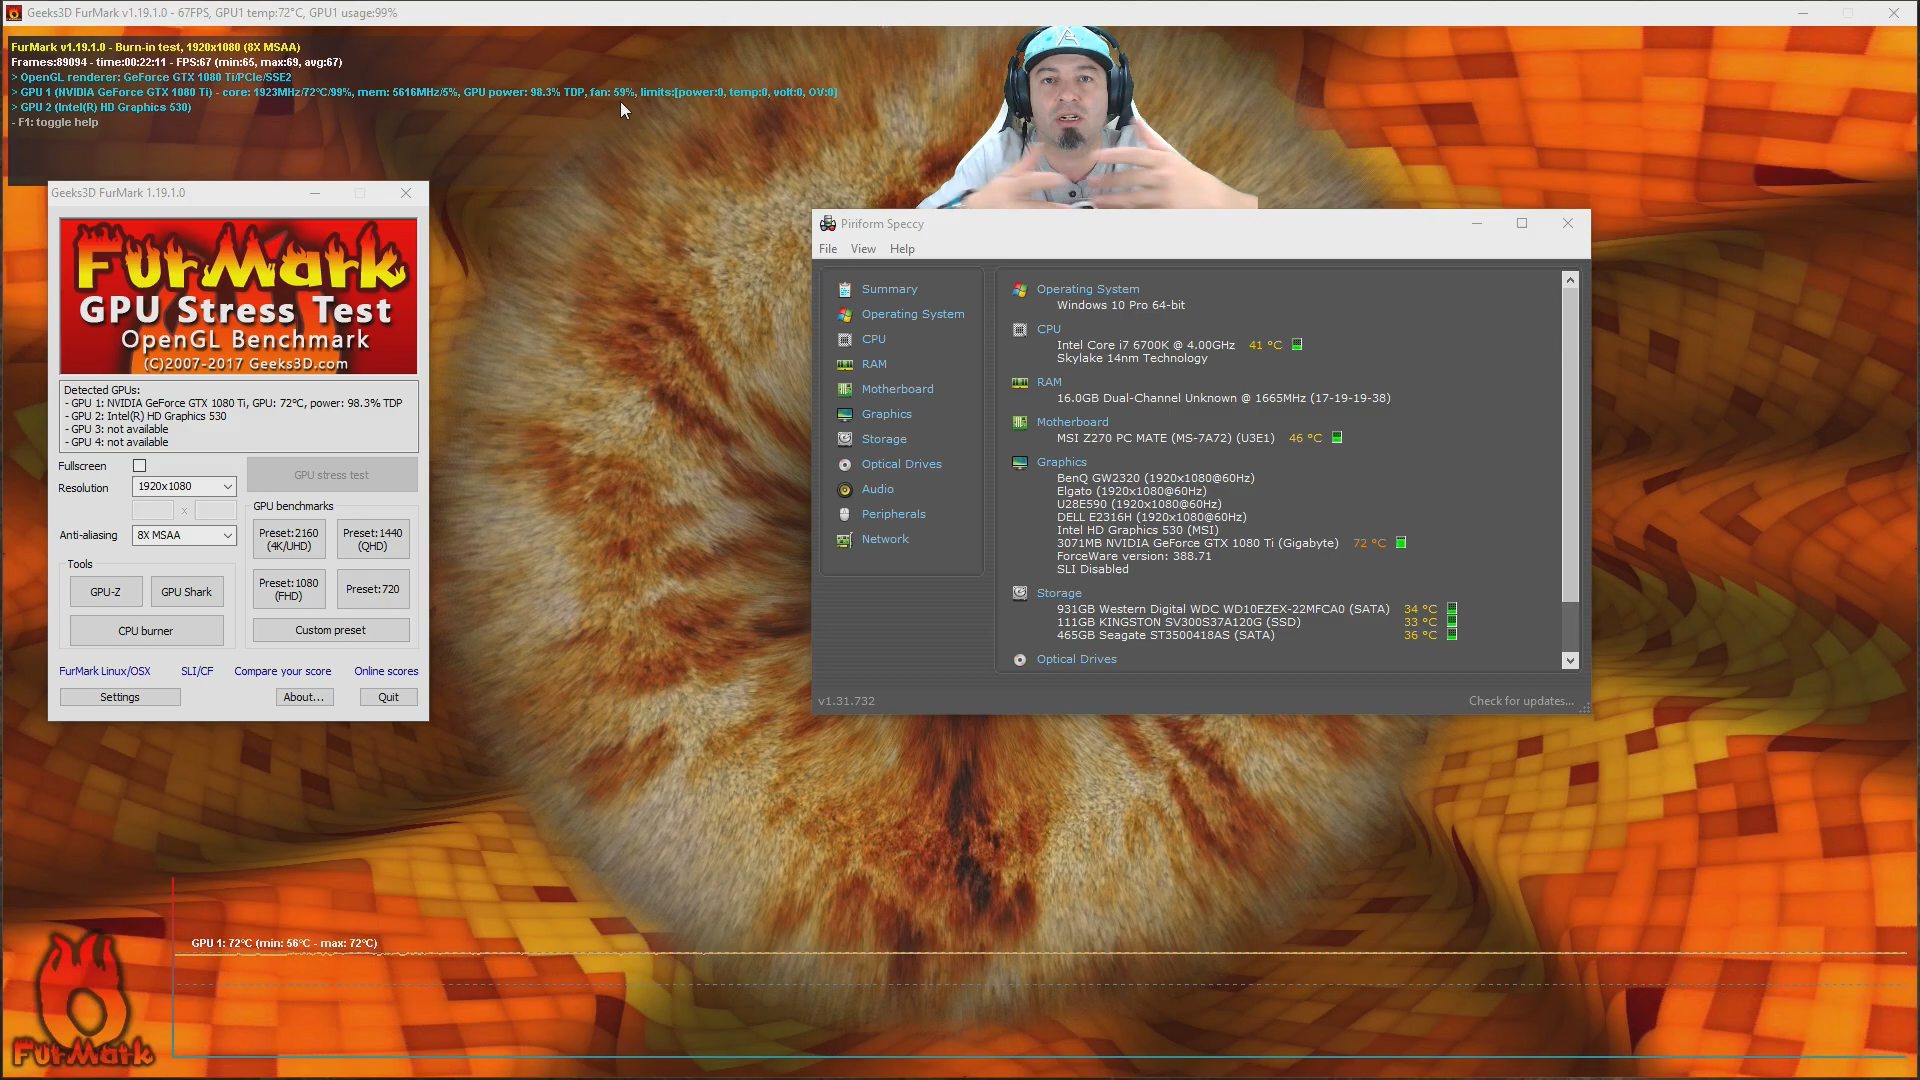 Geeks3D FurMark v1.19.1.0 - 67FPS, GPU1 temp:72°C, GPU1 usage:99%
FurMark v1.19.1.0 - Burn-in test, 1920x1080 (8X MSAA)
Frames:89094 - time:00:22:11 - FPS:67 (min:65, max:69, avg:67)
> OpenGL renderer: GeForce GTX 1080 Ti/PCIe/SSE2
> GPU 1 (NVIDIA GeForce GTX 1080 Ti) - core: 1923MHz/72°C/99%, mem: 5616MHz/5%, GPU power: 98.3% TDP, fan: 59%, limits:[power:0, temp:0, volt:0, OV:0]
> GPU 2 (Intel(R) HD Graphics 530)
- F1: toggle help
Geeks3D FurMark 1.19.1.0
FurMark
GPU Stress Test
OpenGL Benchmark
(C)2007-2017 Geeks3D.com
Detected GPUs:
- GPU 1: NVIDIA GeForce GTX 1080 Ti, GPU: 72°C, power: 98.3% TDP
- GPU 2: Intel(R) HD Graphics 530
- GPU 3: not available
- GPU 4: not available
Fullscreen
GPU stress test
Resolution 1920x1080
x
GPU benchmarks
Anti-aliasing 8X MSAA
Preset:2160 (4K/UHD)
Preset:1440 (QHD)
Tools
GPU-Z
GPU Shark
Preset:1080 (FHD)
Preset:720
CPU burner
Custom preset
FurMark Linux/OSX SLI/CF Compare your score Online scores
Settings About... Quit
Piriform Speccy
File View Help
Summary
Operating System
CPU
RAM
Motherboard
Graphics
Storage
Optical Drives
Audio
Peripherals
Network
Operating System
Windows 10 Pro 64-bit
CPU
Intel Core i7 6700K @ 4.00GHz 41 °C
Skylake 14nm Technology
RAM
16.0GB Dual-Channel Unknown @ 1665MHz (17-19-19-38)
Motherboard
MSI Z270 PC MATE (MS-7A72) (U3E1) 46 °C
Graphics
BenQ GW2320 (1920x1080@60Hz)
Elgato (1920x1080@60Hz)
U28E590 (1920x1080@60Hz)
DELL E2316H (1920x1080@60Hz)
Intel HD Graphics 530 (MSI)
3071MB NVIDIA GeForce GTX 1080 Ti (Gigabyte) 72 °C
ForceWare version: 388.71
SLI Disabled
Storage
931GB Western Digital WDC WD10EZEX-22MFCA0 (SATA) 34 °C
111GB KINGSTON SV300S37A120G (SSD) 33 °C
465GB Seagate ST3500418AS (SATA) 36 °C
Optical Drives
v1.31.732
Check for updates...
GPU 1: 72°C (min: 56°C - max: 72°C)
FurMark